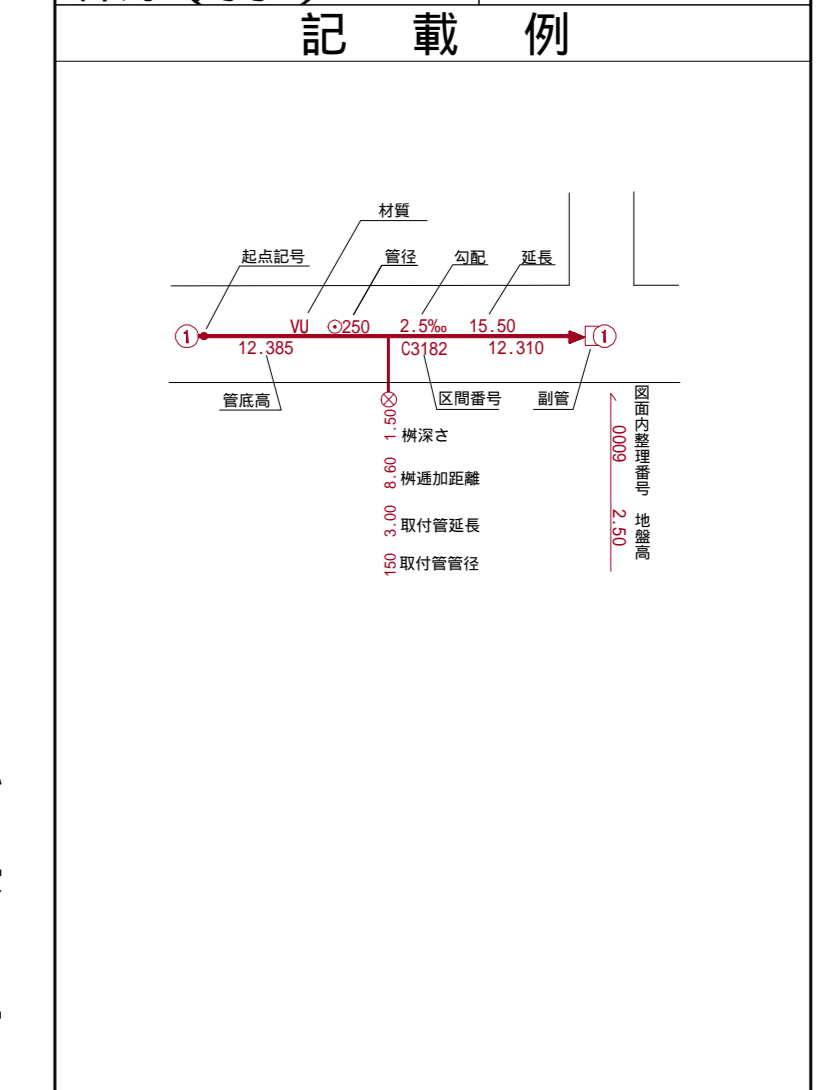 記載例
材質
起点記号 管径 勾配 延長
VU ⊙250 2.5‰ 15.50
① ①
12.385 C3182 12.310
管底高 区間番号 副管
1.50 桝深さ
8.60 桝逓加距離
3.00 取付管延長
150 取付管管径
図面内整理番号 地盤高
0009 2.50